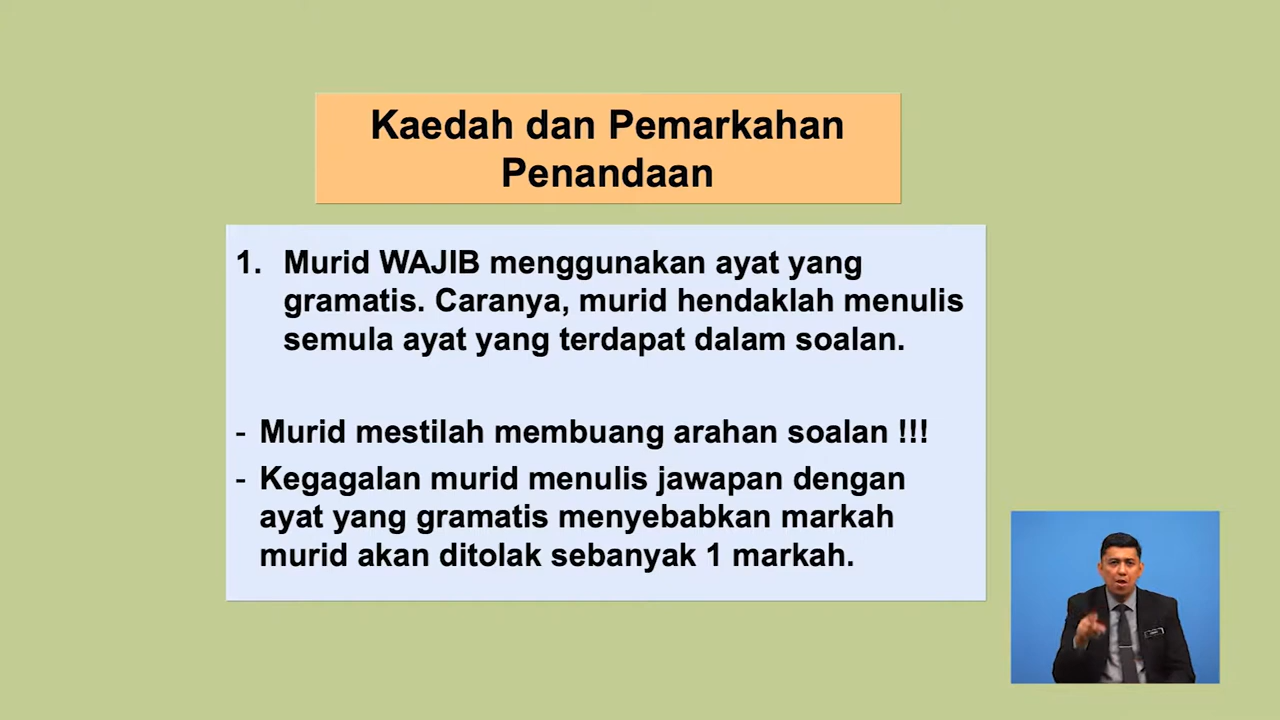 Kaedah dan Pemarkahan
Penandaan
1. Murid WAJIB menggunakan ayat yang
gramatis. Caranya, murid hendaklah menulis
semula ayat yang terdapat dalam soalan.
- Murid mestilah membuang arahan soalan !!!
- Kegagalan murid menulis jawapan dengan
ayat yang gramatis menyebabkan markah
murid akan ditolak sebanyak 1 markah.